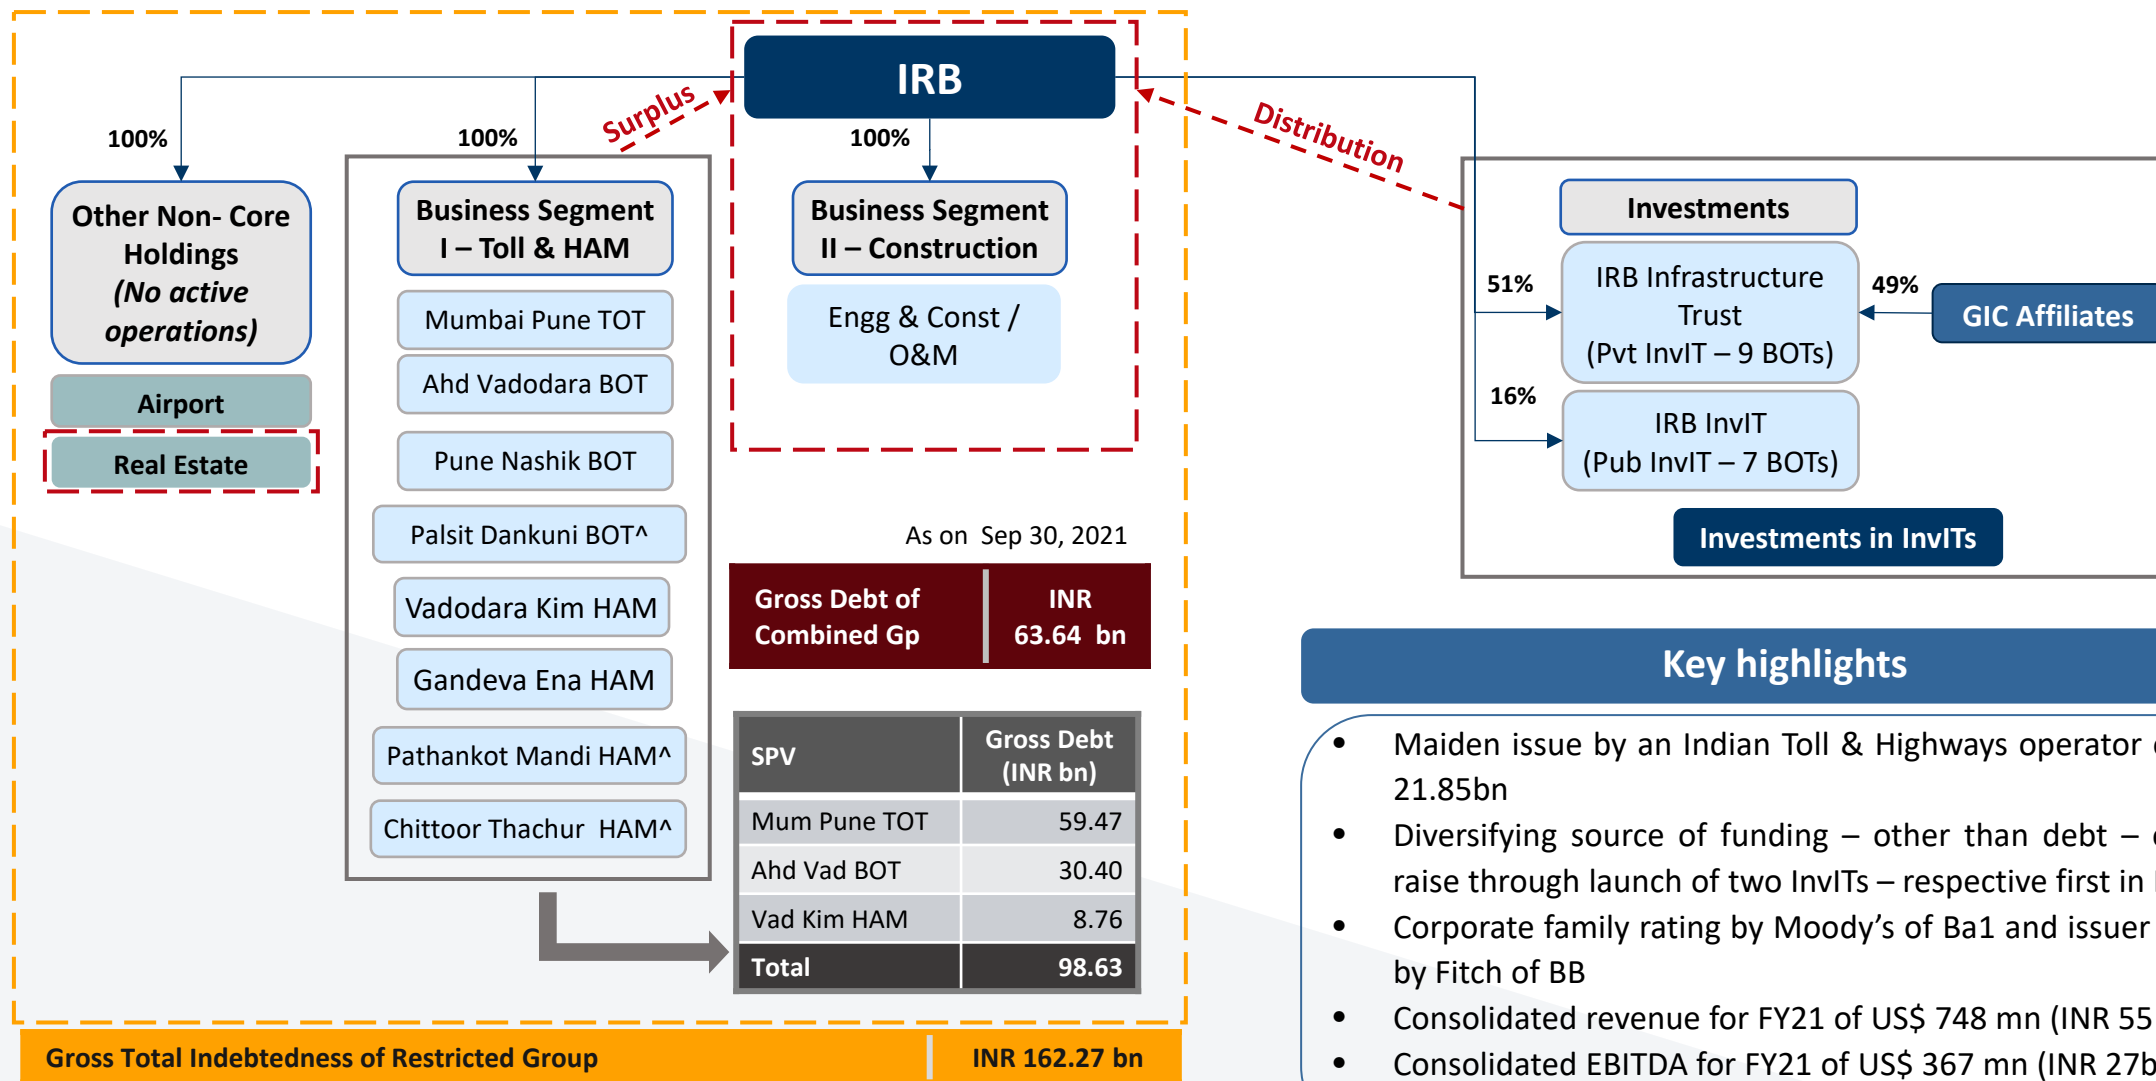 IRB
Surplus
Distribution
100%
100%
100%
Other Non- Core
Holdings
(No active
operations)
Airport
Real Estate
Business Segment
I – Toll & HAM
Mumbai Pune TOT
Ahd Vadodara BOT
Pune Nashik BOT
Palsit Dankuni BOT^
Vadodara Kim HAM
Gandeva Ena HAM
Pathankot Mandi HAM^
Chittoor Thachur HAM^
Business Segment
II – Construction
Engg & Const /
O&M
As on Sep 30, 2021
Gross Debt of
Combined Gp
INR
63.64 bn
SPV
Gross Debt
(INR bn)
Mum Pune TOT 59.47
Ahd Vad BOT 30.40
Vad Kim HAM 8.76
Total 98.63
Gross Total Indebtedness of Restricted Group INR 162.27 bn
Investments
51%
IRB Infrastructure
Trust
(Pvt InvIT – 9 BOTs)
49%
GIC Affiliates
16%
IRB InvIT
(Pub InvIT – 7 BOTs)
Investments in InvITs
Key highlights
• Maiden issue by an Indian Toll & Highways operator
21.85bn
• Diversifying source of funding – other than debt –
raise through launch of two InvITs – respective first in
• Corporate family rating by Moody’s of Ba1 and issuer
by Fitch of BB
• Consolidated revenue for FY21 of US$ 748 mn (INR 55
• Consolidated EBITDA for FY21 of US$ 367 mn (INR 27b